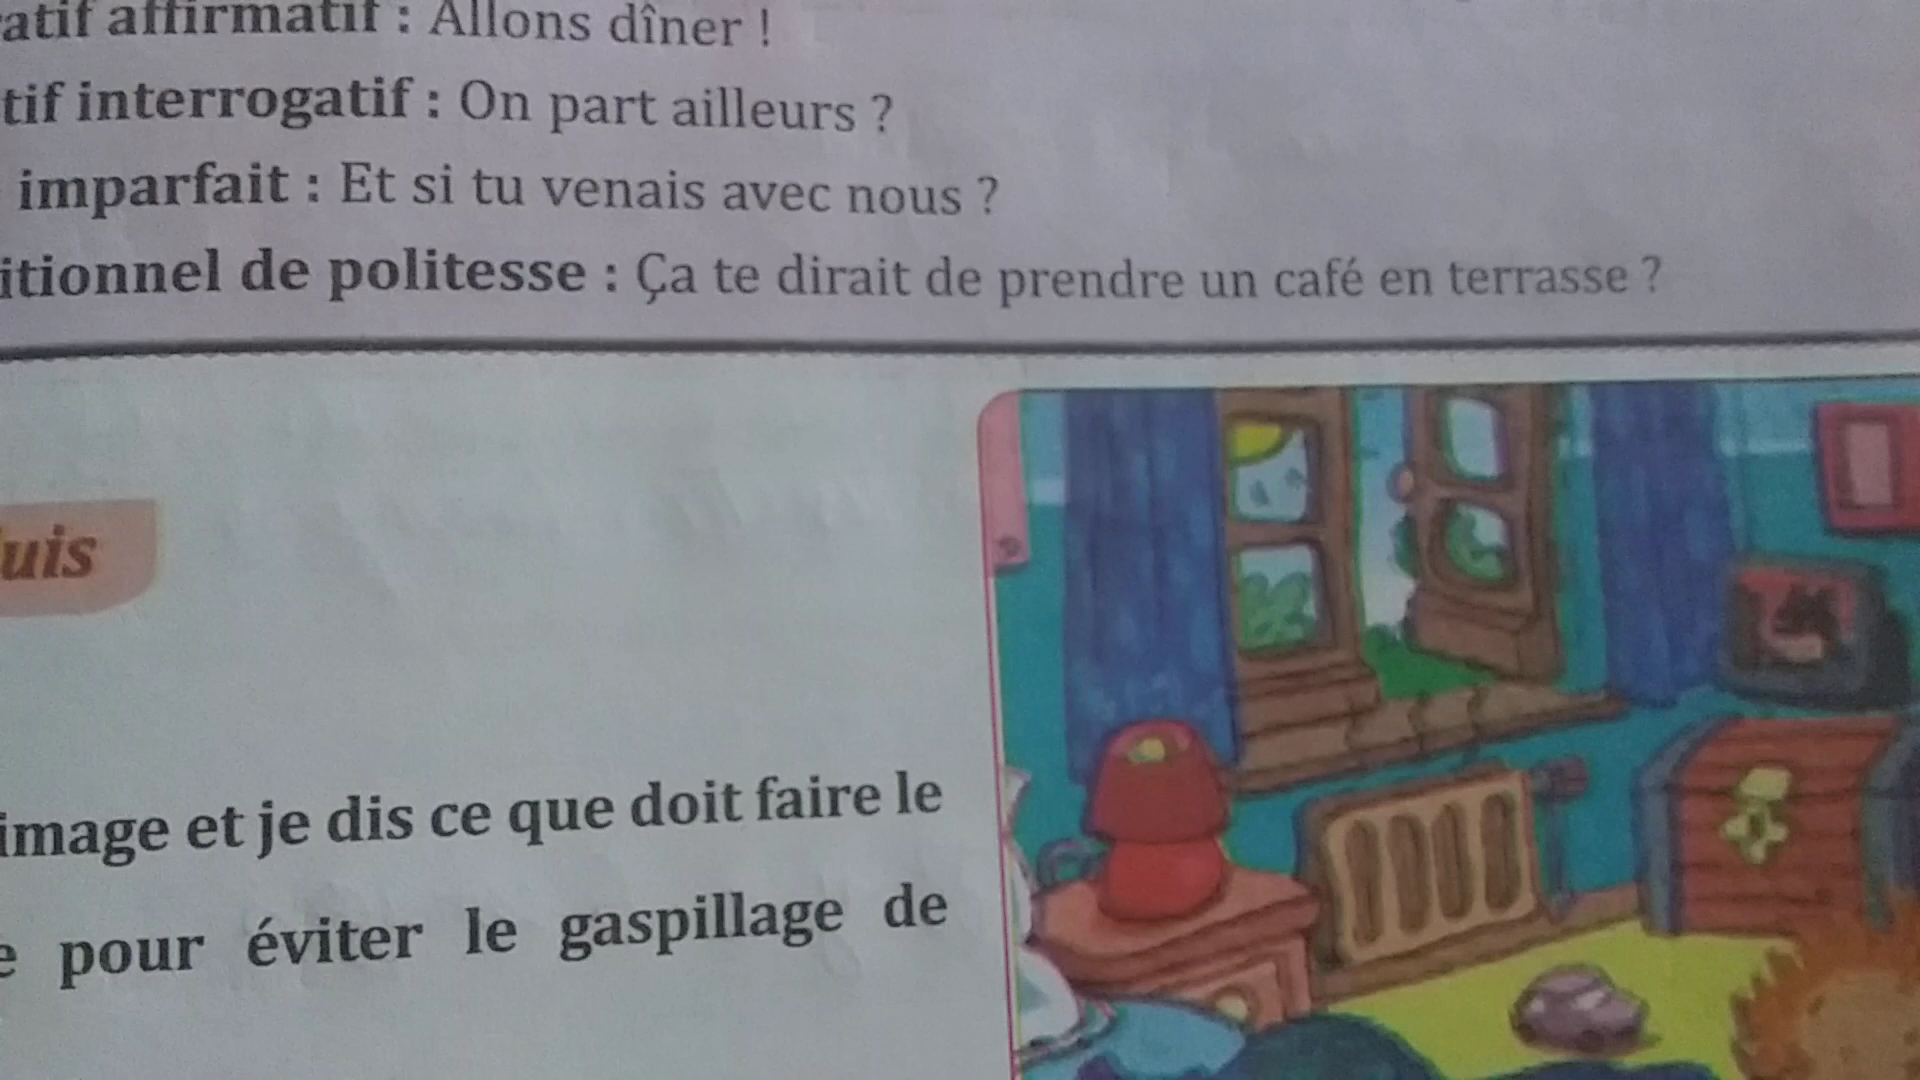 atif affirmatif : Allons dîner !
tif interrogatif : On part ailleurs ?
imparfait : Et si tu venais avec nous ?
itionnel de politesse : Ça te dirait de prendre un café en terrasse ?
uis
image et je dis ce que doit faire le
e pour éviter le gaspillage de